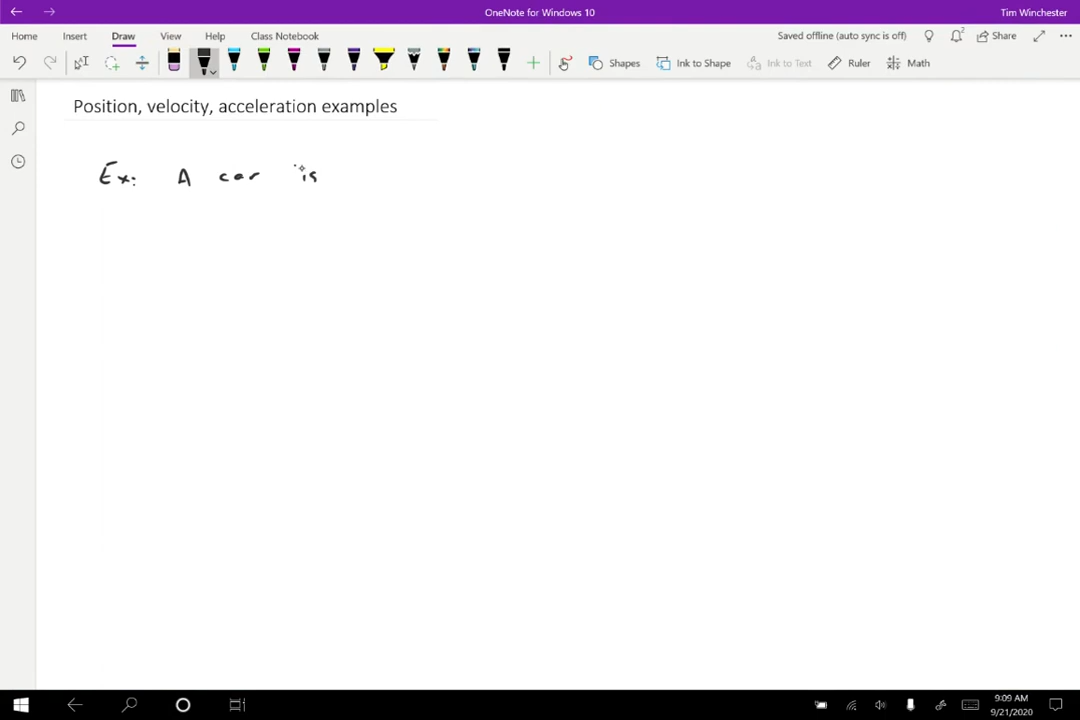 OneNote for Windows 10
Tim Winchester
Home Insert Draw View Help Class Notebook
Saved offline (auto sync is off) Share
Shapes Ink to Shape Ink to Text Ruler Math
Position, velocity, acceleration examples
Ex: A car is
9:09 AM
9/21/2020